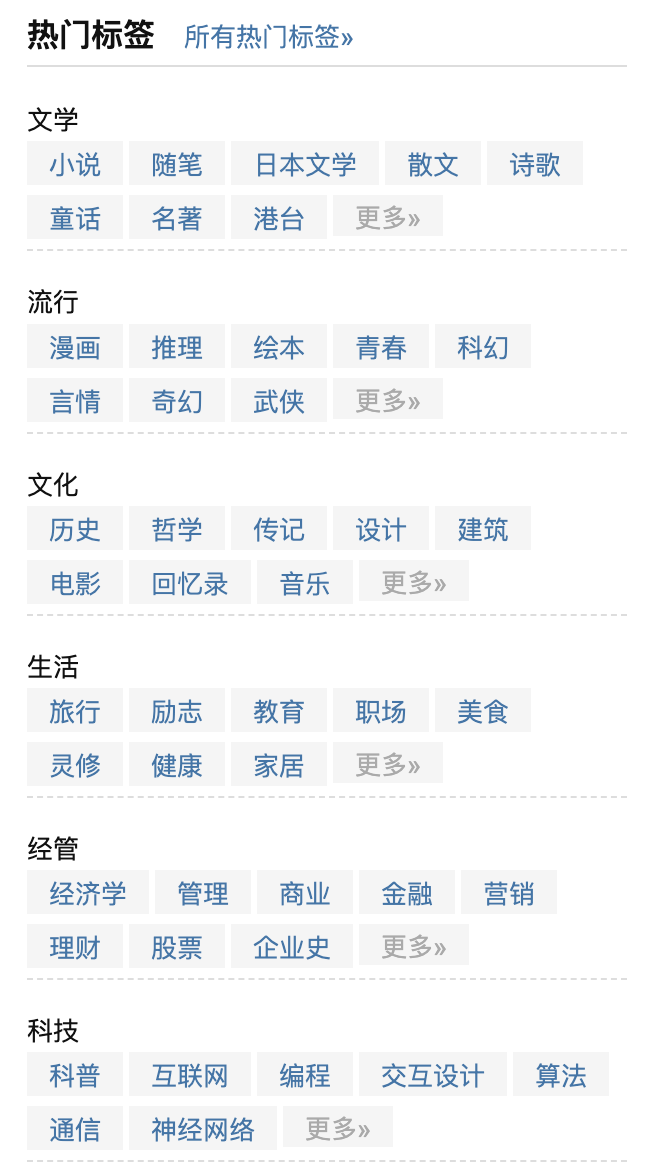 热门标签 所有热门标签»
文学
小说 随笔 日本文学 散文 诗歌
童话 名著 港台 更多»
流行
漫画 推理 绘本 青春 科幻
言情 奇幻 武侠 更多»
文化
历史 哲学 传记 设计 建筑
电影 回忆录 音乐 更多»
生活
旅行 励志 教育 职场 美食
灵修 健康 家居 更多»
经管
经济学 管理 商业 金融 营销
理财 股票 企业史 更多»
科技
科普 互联网 编程 交互设计 算法
通信 神经网络 更多»